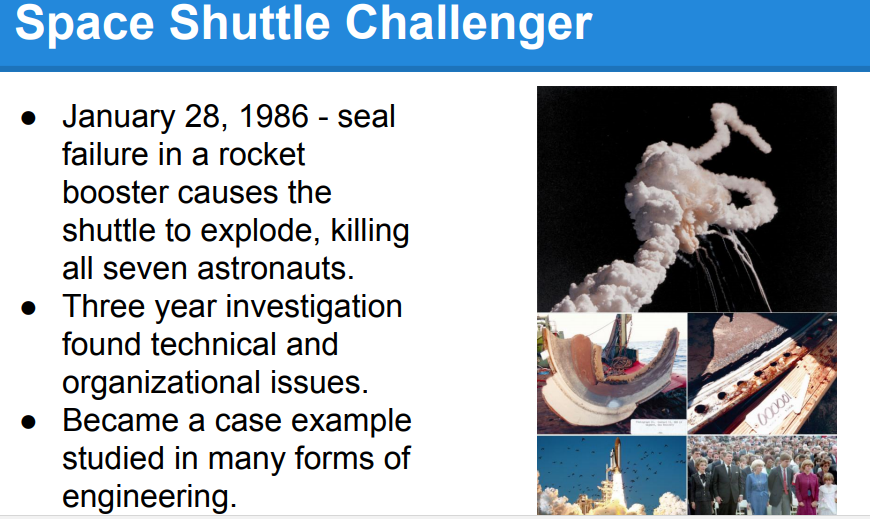 Space Shuttle Challenger
● January 28, 1986 - seal
failure in a rocket
booster causes the
shuttle to explode, killing
all seven astronauts.
● Three year investigation
found technical and
organizational issues.
● Became a case example
studied in many forms of
engineering.